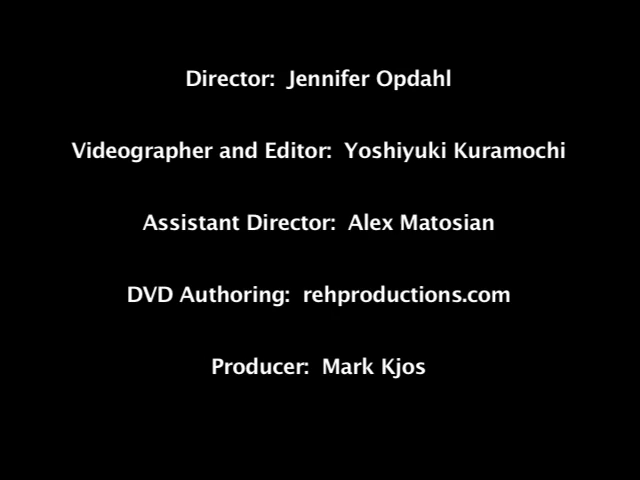 Director:  Jennifer Opdahl
Videographer and Editor:  Yoshiyuki Kuramochi
Assistant Director:  Alex Matosian
DVD Authoring:  rehproductions.com
Producer:  Mark Kjos